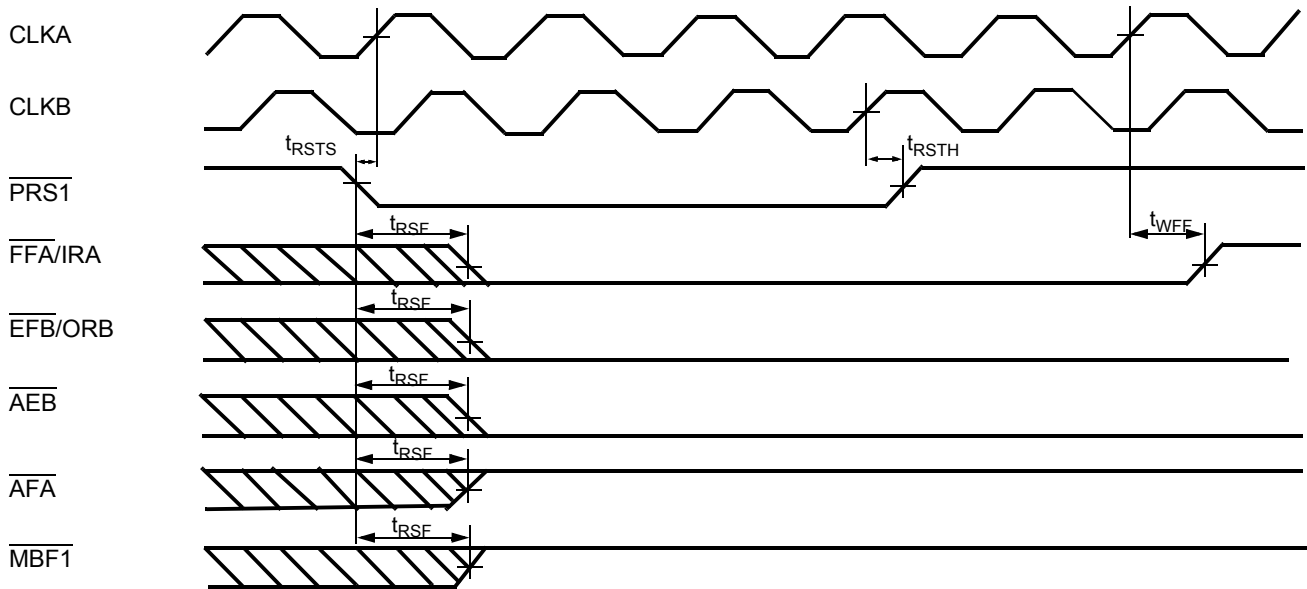 CLKA
CLKB
tRSTS
tRSTH
PRS1
tRSF
tWFF
FFA/IRA
tRSF
EFB/ORB
tRSF
AEB
tRSF
AFA
tRSF
MBF1